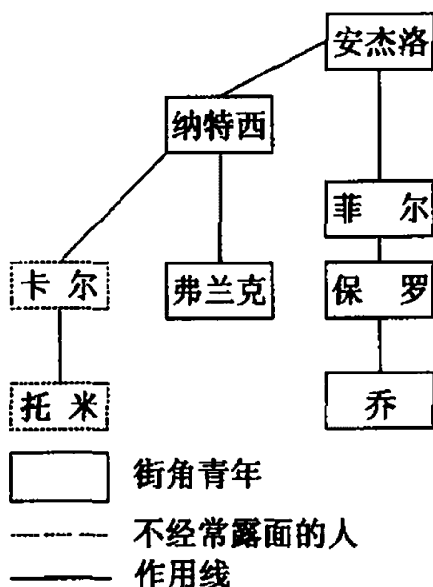 安杰洛
纳特西
菲尔
卡尔
弗兰克
保罗
托米
乔
街角青年
不经常露面的人
作用线